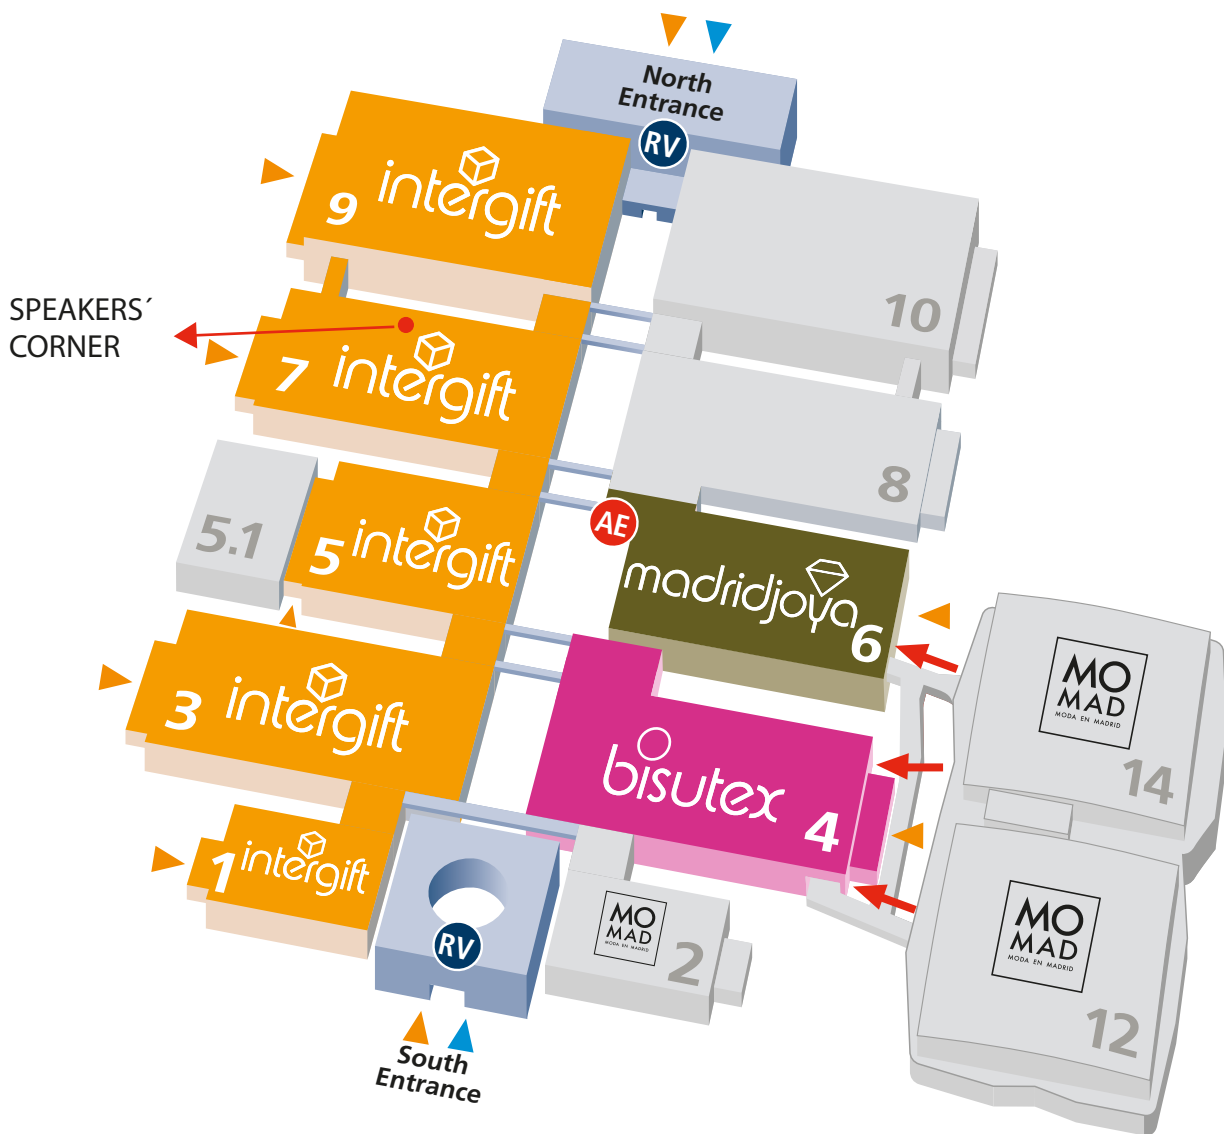 North
Entrance
RV
intergift
9
10
SPEAKERS´
CORNER
intergift
7
8
5.1
intergift
5
AE
madridjoya
6
intergift
3
MO
MAD
MODA EN MADRID
14
bisutex
4
intergift
1
RV
MO
MAD
MODA EN MADRID
2
MO
MAD
MODA EN MADRID
12
South
Entrance